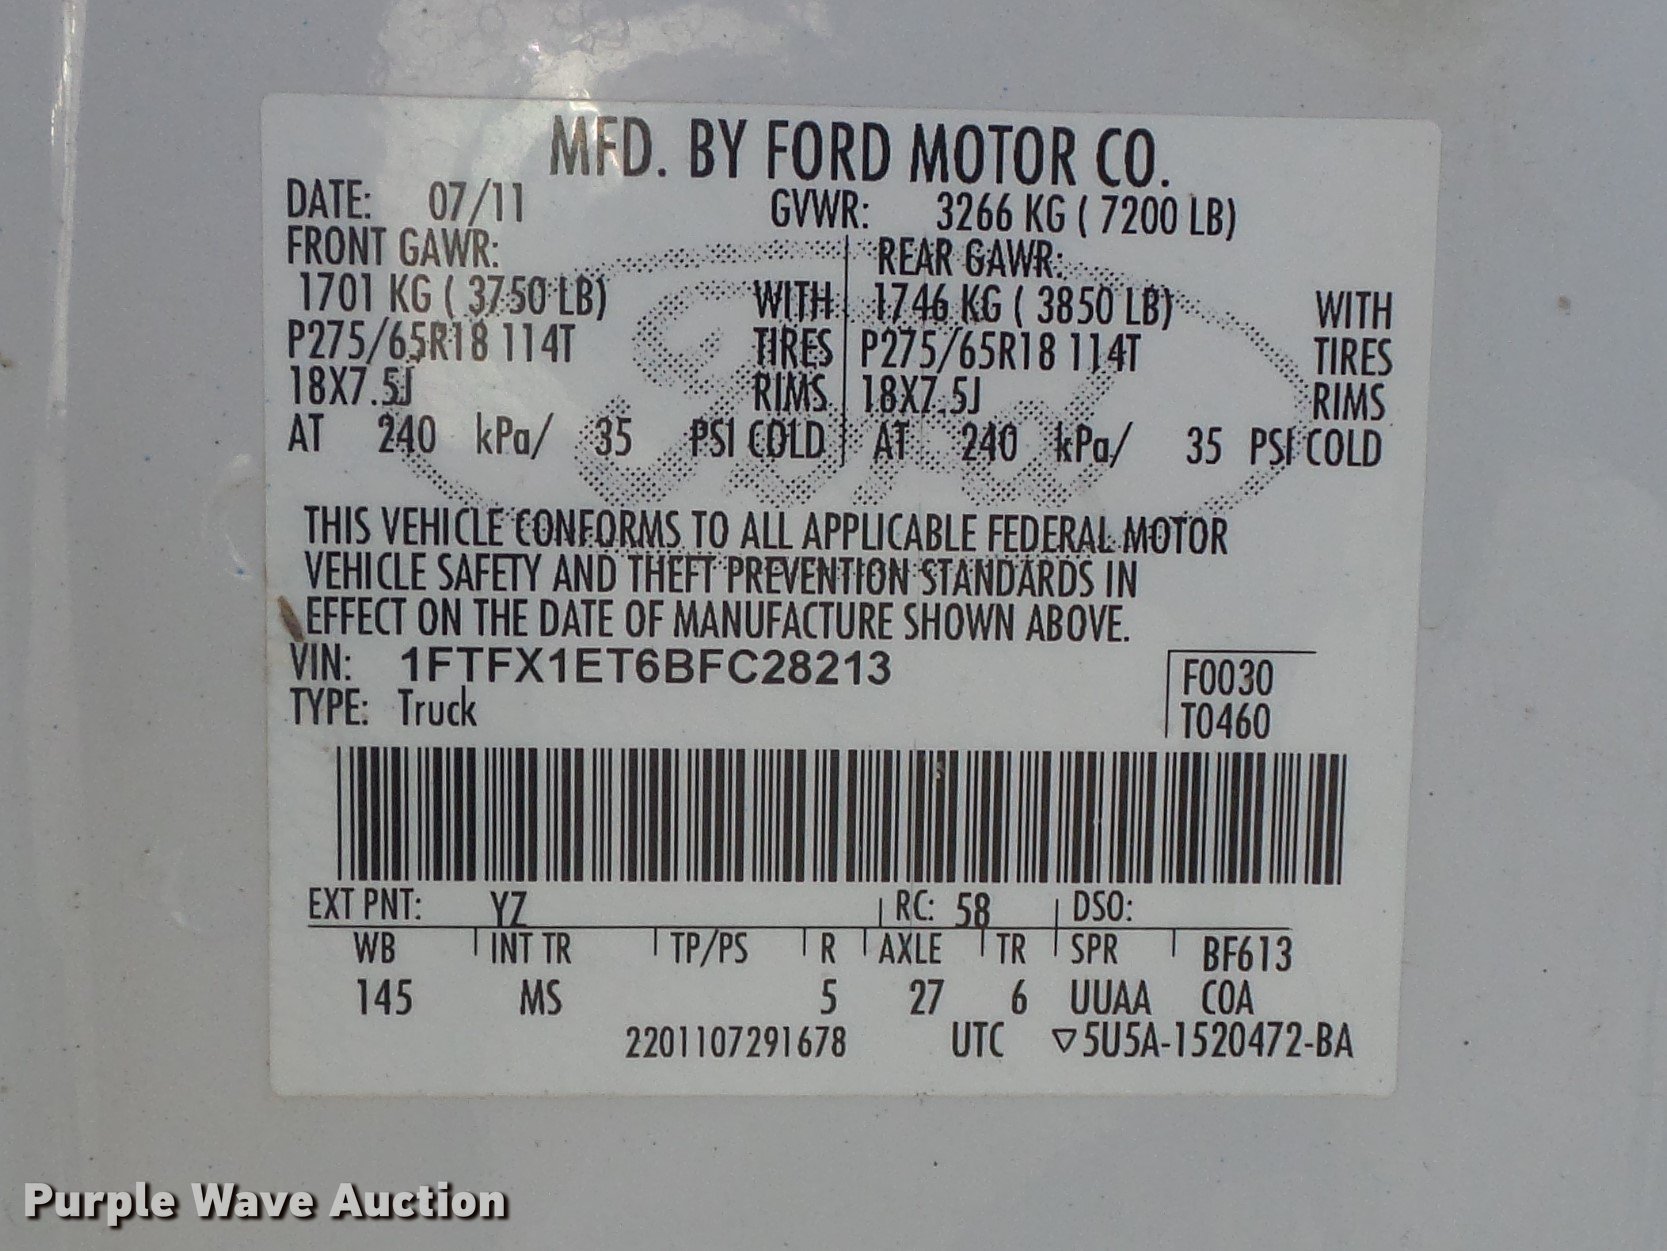 MFD. BY FORD MOTOR CO.
DATE: 07/11 GVWR: 3266 KG ( 7200 LB)
FRONT GAWR: REAR GAWR:
1701 KG ( 3750 LB) WITH 1746 KG ( 3850 LB) WITH
P275/65R18 114T TIRES P275/65R18 114T TIRES
18X7.5J RIMS 18X7.5J RIMS
AT 240 kPa/ 35 PSI COLD AT 240 kPa/ 35 PSI COLD
Ford
THIS VEHICLE CONFORMS TO ALL APPLICABLE FEDERAL MOTOR
VEHICLE SAFETY AND THEFT PREVENTION STANDARDS IN
EFFECT ON THE DATE OF MANUFACTURE SHOWN ABOVE.
VIN: 1FTFX1ET6BFC28213 F0030
TYPE: Truck T0460
EXT PNT: YZ RC: 58 DSO:
WB INT TR TP/PS R AXLE TR SPR BF613
145 MS 5 27 6 UUAA COA
2201107291678 UTC ▽5U5A-1520472-BA
Purple Wave Auction